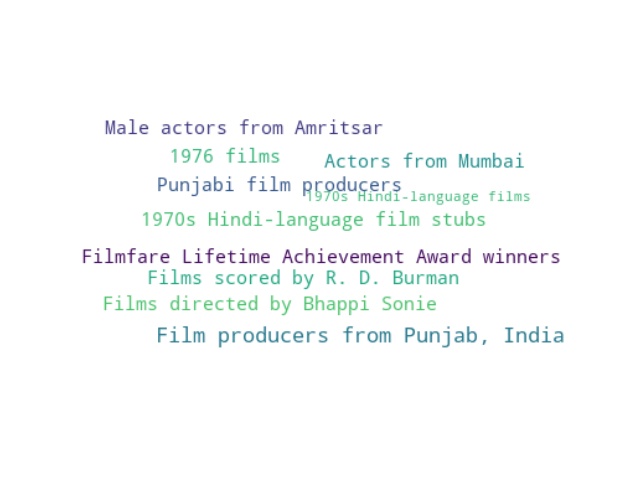 Male actors from Amritsar
1976 films
Actors from Mumbai
Punjabi film producers
1970s Hindi-language films
1970s Hindi-language film stubs
Filmfare Lifetime Achievement Award winners
Films scored by R. D. Burman
Films directed by Bhappi Sonie
Film producers from Punjab, India